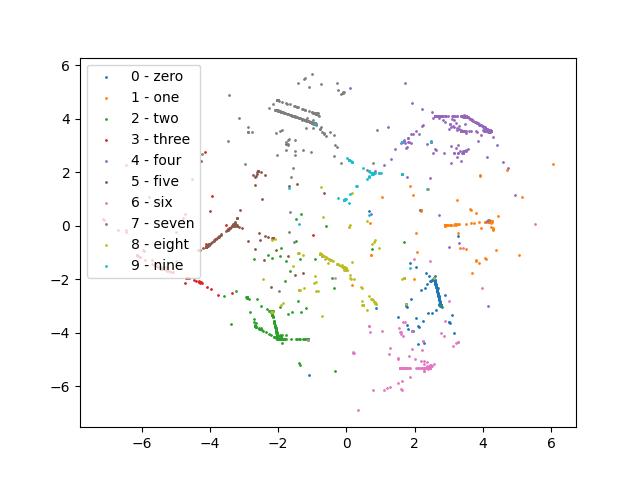 6
4
2
0
−2
−4
−6
−6
−4
−2
0
2
4
6
0 - zero
1 - one
2 - two
3 - three
4 - four
5 - five
6 - six
7 - seven
8 - eight
9 - nine